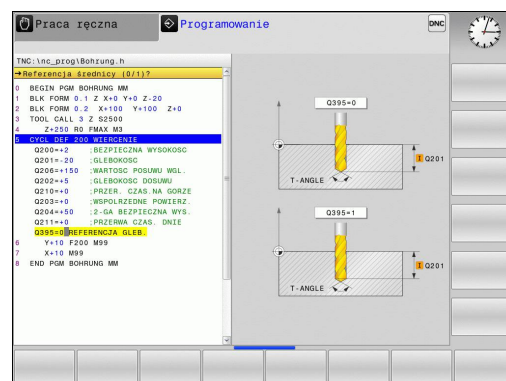 Praca ręczna
Programowanie
DNC
TNC:\nc_prog\Bohrung.h
→Referencja średnicy (0/1)?
0 BEGIN PGM BOHRUNG MM
1 BLK FORM 0.1 Z X+0 Y+0 Z-20
2 BLK FORM 0.2 X+100 Y+100 Z+0
3 TOOL CALL 3 Z S2500
4 Z+250 R0 FMAX M3
5 CYCL DEF 200 WIERCENIE
Q200=+2 ;BEZPIECZNA WYSOKOSC
Q201=-20 ;GLEBOKOSC
Q206=+150 ;WARTOSC POSUWU WGL.
Q202=+5 ;GLEBOKOSC DOSUWU
Q210=+0 ;PRZER. CZAS.NA GORZE
Q203=+0 ;WSPOLRZEDNE POWIERZ.
Q204=+50 ;2-GA BEZPIECZNA WYS.
Q211=+0 ;PRZERWA CZAS. DNIE
Q395=0 REFERENCJA GLEB.
6 Y+10 F200 M99
7 X+10 M99
8 END PGM BOHRUNG MM
Q395=0
I Q201
T-ANGLE
Q395=1
I Q201
T-ANGLE